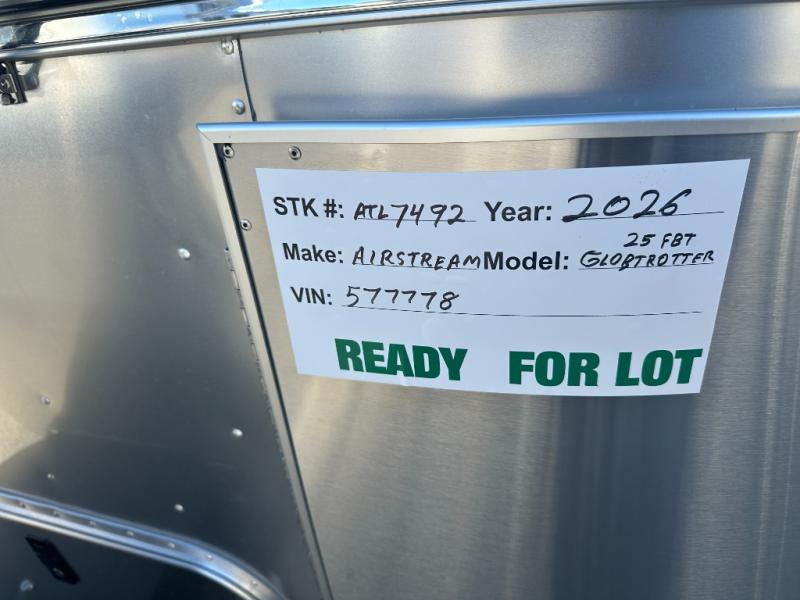 STK #: ATL7492 Year: 2026
25 FBT
Make: AIRSTREAM Model: GLOBTROTTER
VIN: 577778
READY FOR LOT